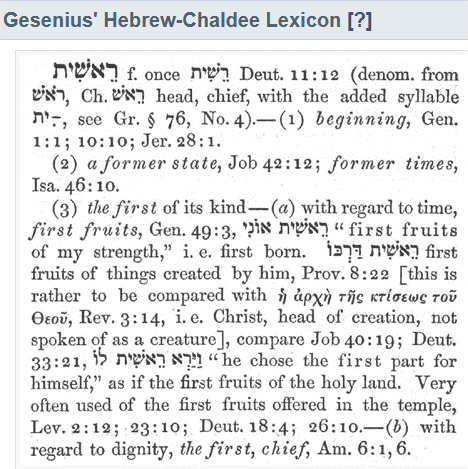 Gesenius' Hebrew-Chaldee Lexicon [?]
רֵאשִׁית f. once רֵשִׁית Deut. 11:12 (denom. from
רֹאשׁ, Ch. רֵאשׁ head, chief, with the added syllable
־ִית, see Gr. § 76, No. 4).—(1) beginning, Gen.
1:1; 10:10; Jer. 28:1.
(2) a former state, Job 42:12; former times,
Isa. 46:10.
(3) the first of its kind—(a) with regard to time,
first fruits, Gen. 49:3, רֵאשִׁית אוֹנִי “first fruits
of my strength,” i. e. first born. רֵאשִׁית דַּרְכּוֹ first
fruits of things created by him, Prov. 8:22 [this is
rather to be compared with ἡ ἀρχὴ τῆς κτίσεως τοῦ
Θεοῦ, Rev. 3:14, i. e. Christ, head of creation, not
spoken of as a creature], compare Job 40:19; Deut.
33:21, וַיַּרְא רֵאשִׁית לוֹ “he chose the first part for
himself,” as if the first fruits of the holy land. Very
often used of the first fruits offered in the temple,
Lev. 2:12; 23:10; Deut. 18:4; 26:10.—(b) with
regard to dignity, the first, chief, Am. 6:1, 6.